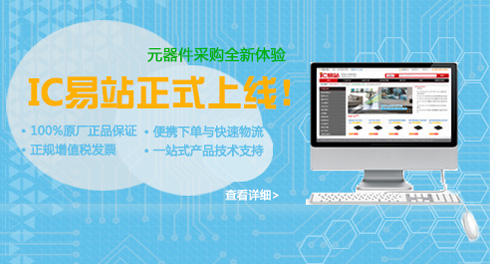 元器件采购全新体验
IC易站正式上线!
• 100%原厂正品保证 • 便携下单与快速物流
• 正规增值税发票 • 一站式产品技术支持
查看详细>